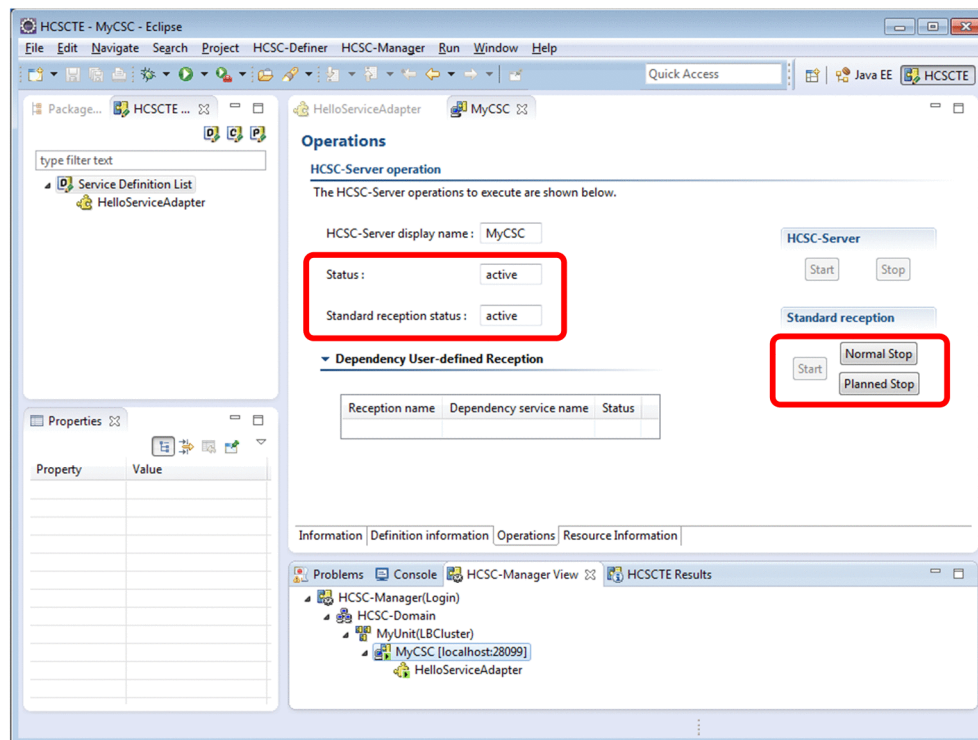 HCSCTE - MyCSC - Eclipse
File Edit Navigate Search Project HCSC-Definer HCSC-Manager Run Window Help
Quick Access
Java EE
HCSCTE
Package...
HCSCTE ...
D C P
type filter text
Service Definition List
HelloServiceAdapter
HelloServiceAdapter
MyCSC
Operations
HCSC-Server operation
The HCSC-Server operations to execute are shown below.
HCSC-Server display name : MyCSC
Status : active
Standard reception status : active
Dependency User-defined Reception
Reception name Dependency service name Status
HCSC-Server
Start Stop
Standard reception
Start
Normal Stop
Planned Stop
Information Definition information Operations Resource Information
Properties
Property Value
Problems Console HCSC-Manager View HCSCTE Results
HCSC-Manager(Login)
HCSC-Domain
MyUnit(LBCluster)
MyCSC [localhost:28099]
HelloServiceAdapter